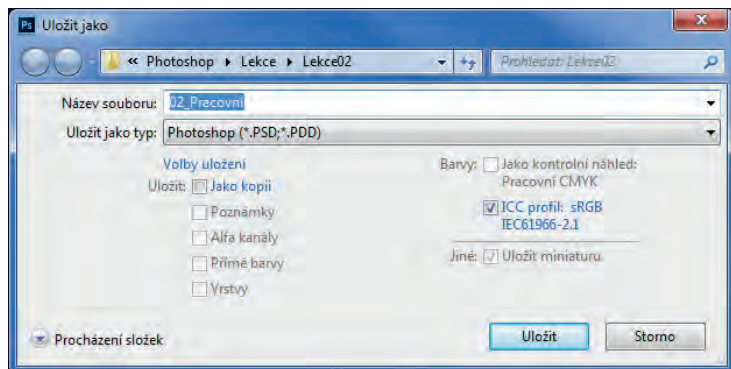 Ps Uložit jako
« Photoshop Lekce Lekce02 Prohledat: Lekce02
Název souboru: 02_Pracovní
Uložit jako typ: Photoshop (*.PSD;*.PDD)
Volby uložení
Uložit: Jako kopii
Poznámky
Alfa kanály
Přímé barvy
Vrstvy
Barvy: Jako kontrolní náhled:
Pracovní CMYK
ICC profil: sRGB
IEC61966-2.1
Jiné: Uložit miniaturu
Procházení složek
Uložit Storno